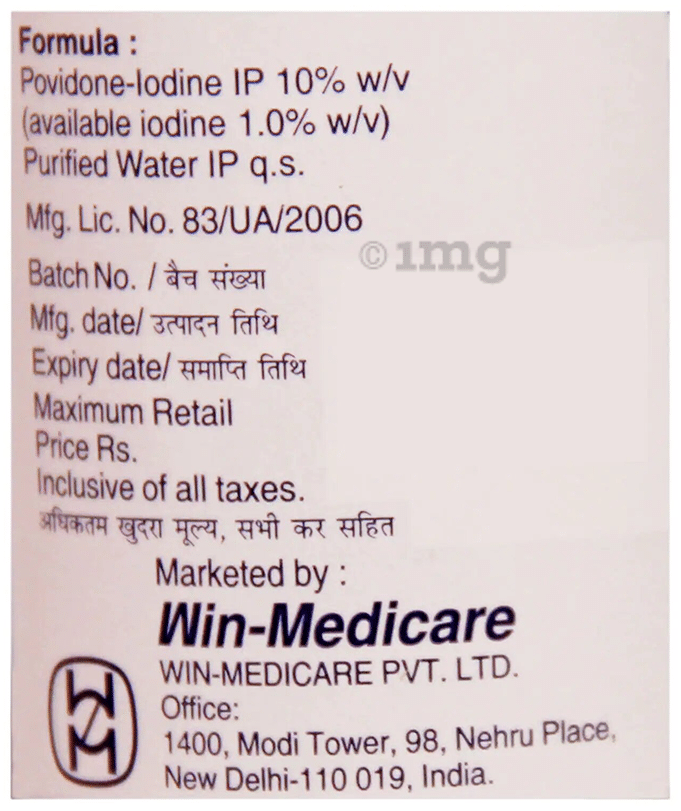 Formula :
Povidone-Iodine IP 10% w/v
(available iodine 1.0% w/v)
Purified Water IP q.s.
Mfg. Lic. No. 83/UA/2006
©1mg
Batch No. / बैच संख्या
Mfg. date/ उत्पादन तिथि
Expiry date/ समाप्ति तिथि
Maximum Retail
Price Rs.
Inclusive of all taxes.
अधिकतम खुदरा मूल्य, सभी कर सहित
Marketed by :
Win-Medicare
WIN-MEDICARE PVT. LTD.
Office:
1400, Modi Tower, 98, Nehru Place,
New Delhi-110 019, India.